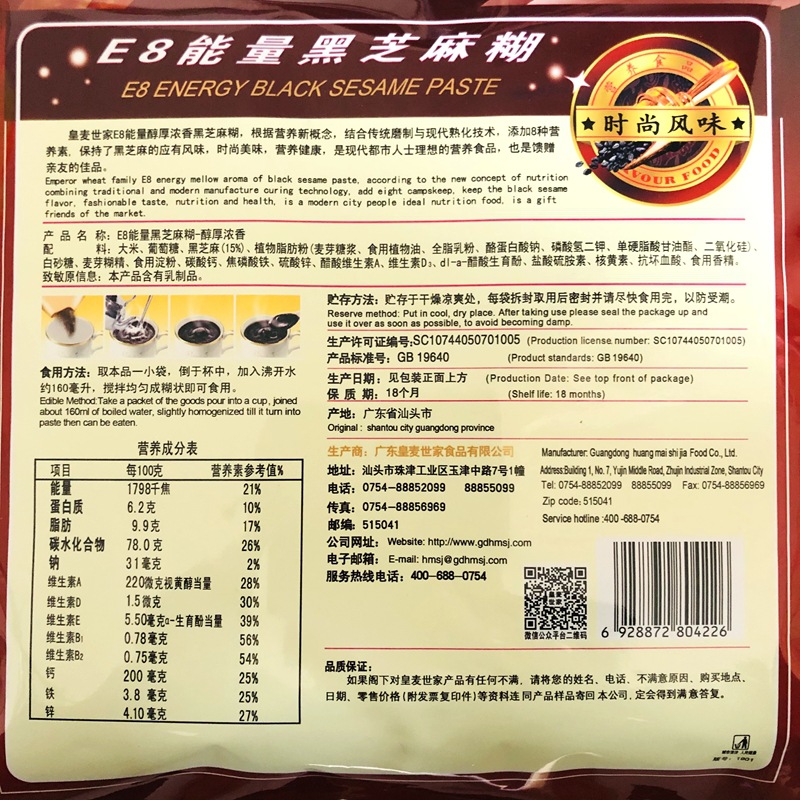 E8能量黑芝麻糊
E8 ENERGY BLACK SESAME PASTE
营养食品
★时尚风味★
FLAVOUR FOOD
皇麦世家E8能量醇厚浓香黑芝麻糊，根据营养新概念，结合传统磨制与现代熟化技术，添加8种营
养素，保持了黑芝麻的应有风味，时尚美味，营养健康，是现代都市人士理想的营养食品，也是馈赠
亲友的佳品。
Emperor wheat family E8 energy mellow aroma of black sesame paste, according to the new concept of nutrition
combining traditional and modern manufacture curing technology, add eight campskeep, keep the black sesame
flavor, fashionable taste, nutrition and health, is a modern city people ideal nutrition food, is a gift
friends of the market.
产 品 名 称：E8能量黑芝麻糊-醇厚浓香
配 料：大米、葡萄糖、黑芝麻(15%)、植物脂肪粉(麦芽糖浆、食用植物油、全脂乳粉、酪蛋白酸钠、磷酸氢二钾、单硬脂酸甘油酯、二氧化硅)、
白砂糖、麦芽糊精、食用淀粉、碳酸钙、焦磷酸铁、硫酸锌、醋酸维生素A、维生素D₃、dl-a-醋酸生育酚、盐酸硫胺素、核黄素、抗坏血酸、食用香精。
致敏原信息：本产品含有乳制品。
食用方法：取本品一小袋，倒于杯中，加入沸开水
约160毫升，搅拌均匀成糊状即可食用。
Edible Method:Take a packet of the goods pour into a cup, joined
about 160ml of boiled water, slightly homogenized till it turn into
paste then can be eaten.
营养成分表
项目 每100克 营养素参考值%
能量 1798千焦 21%
蛋白质 6.2克 10%
脂肪 9.9克 17%
碳水化合物 78.0克 26%
钠 31毫克 2%
维生素A 220微克视黄醇当量 28%
维生素D 1.5微克 30%
维生素E 5.50毫克α-生育酚当量 39%
维生素B₁ 0.78毫克 56%
维生素B₂ 0.75毫克 54%
钙 200 毫克 25%
铁 3.8 毫克 25%
锌 4.10 毫克 27%
贮存方法：贮存于干燥凉爽处，每袋拆封取用后密封并请尽快食用完，以防受潮。
Reserve method: Put in cool, dry place. After taking use please seal the package up and
use it over as soon as possible, to avoid becoming damp.
生产许可证编号:SC10744050701005 (Production license number: SC10744050701005)
产品标准号：GB 19640 (Product standards: GB 19640)
生产日期：见包装正面上方 (Production Date: See top front of package)
保 质 期：18个月 (Shelf life: 18 months)
产地：广东省汕头市
Original : shantou city guangdong province
生产商：广东皇麦世家食品有限公司
地址：汕头市珠津工业区玉津中路7号1幢
电话：0754-88852099 88855099
传真：0754-88856969
邮编：515041
公司网址：Website: http://www.gdhmsj.com
电子邮箱：E-mail: hmsj@gdhmsj.com
服务热线电话：400-688-0754
Manufacturer: Guangdong huang mai shi jia Food Co., Ltd.
Address:Building 1, No. 7, Yujin Middle Road, Zhujin Industrial Zone, Shantou City
Tel: 0754-88852099 88855099 Fax: 0754-88856969
Zip code: 515041
Service hotline :400 -688-0754
皇麦
世家
微信公众平台二维码
6 928872 804226
品质保证：
如果阁下对皇麦世家产品有任何不满，请将您的姓名、电话、不满意原因、购买地点、
日期、零售价格(附发票复印件)等资料连同产品样品寄回本公司，定会得到满意答复。
版号：1801